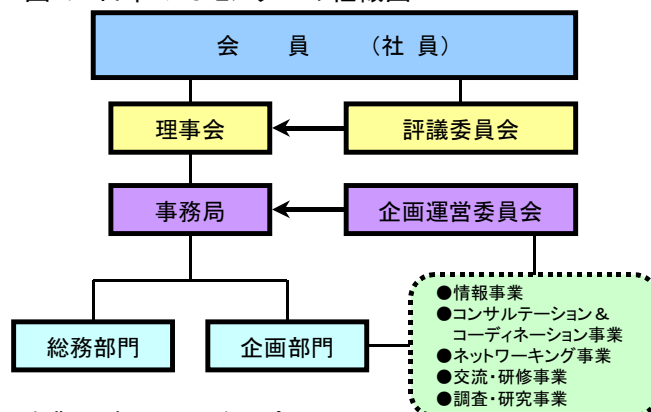 会　員　（社 員）
理事会
評議委員会
事務局
企画運営委員会
●情報事業
●コンサルテーション＆
コーディネーション事業
●ネットワーキング事業
●交流・研修事業
●調査・研究事業
総務部門
企画部門